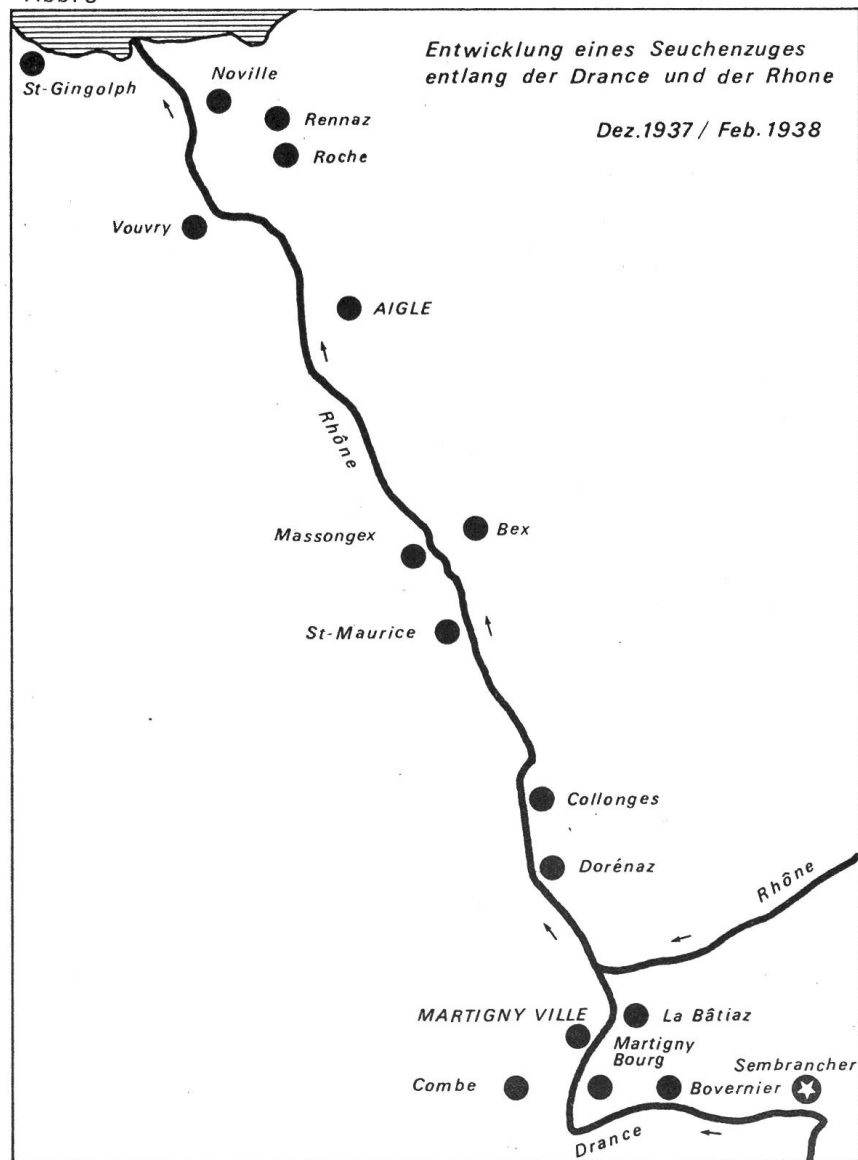 Entwicklung eines Seuchenzuges
entlang der Drance und der Rhone
Dez.1937 / Feb. 1938
St-Gingolph
Noville
Rennaz
Roche
Vouvry
AIGLE
Rhône
Massongex
Bex
St-Maurice
Collonges
Dorénaz
Rhône
MARTIGNY VILLE
La Bâtiaz
Martigny
Bourg
Sembrancher
Combe
Bovernier
Drance